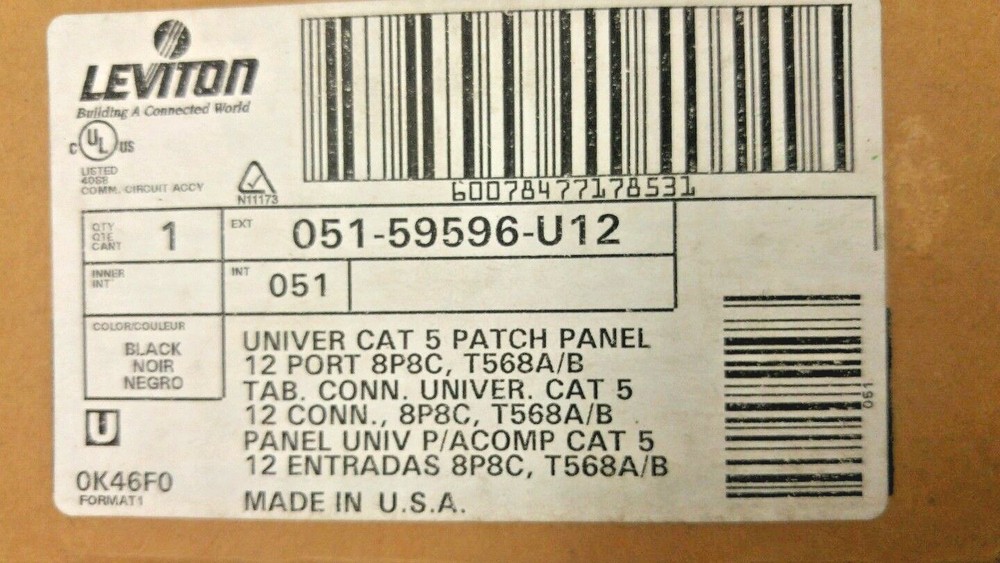 LEVITON
Building A Connected World
C UL US
LISTED
COMM. CIRCUIT ACCY
N11173
60078477178531
QTY
QTE
CANT
1
EXT
051-59596-U12
INNER
INT
INT
051
COLOR/COULEUR
BLACK
NOIR
NEGRO
UNIVER CAT 5 PATCH PANEL
12 PORT 8P8C, T568A/B
TAB. CONN. UNIVER. CAT 5
12 CONN., 8P8C, T568A/B
PANEL UNIV P/ACOMP CAT 5
12 ENTRADAS 8P8C, T568A/B
MADE IN U.S.A.
U
0K46F0
FORMAT1
051